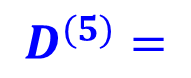 D⁽⁵⁾ =